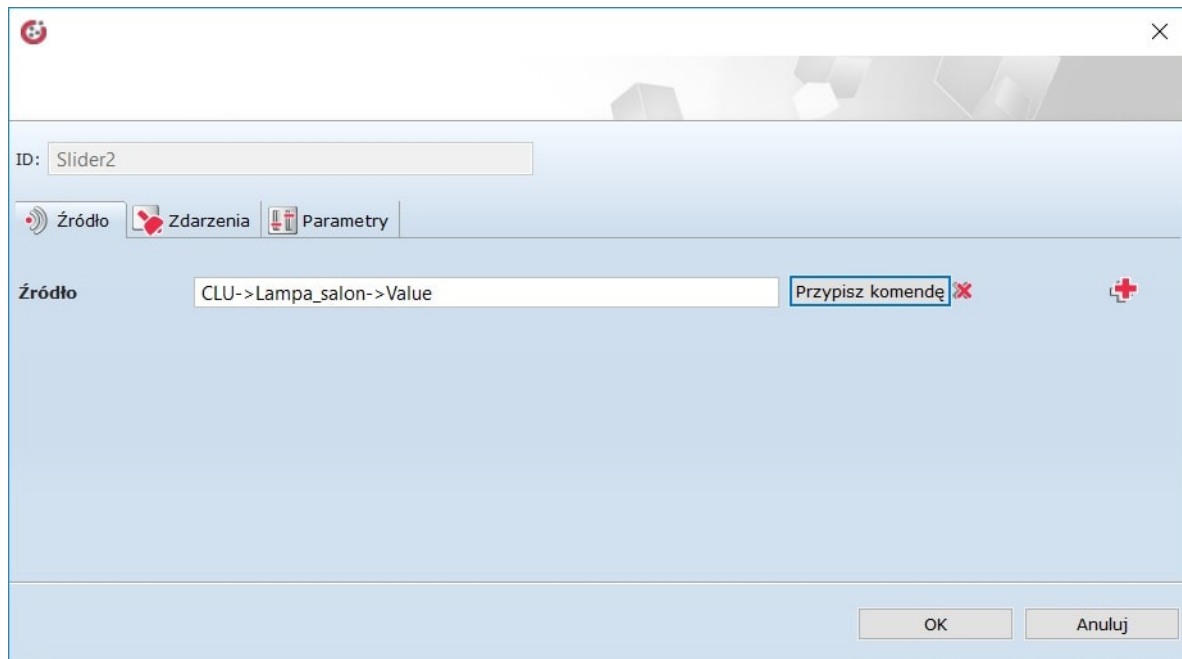 ID: Slider2
Źródło Zdarzenia Parametry
Źródło CLU->Lampa_salon->Value Przypisz komendę
OK Anuluj